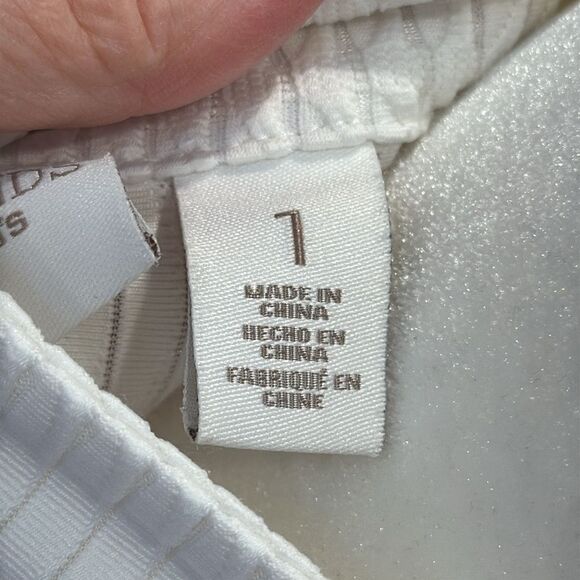 1
MADE IN
CHINA
HECHO EN
CHINA
FABRIQUÉ EN
CHINE